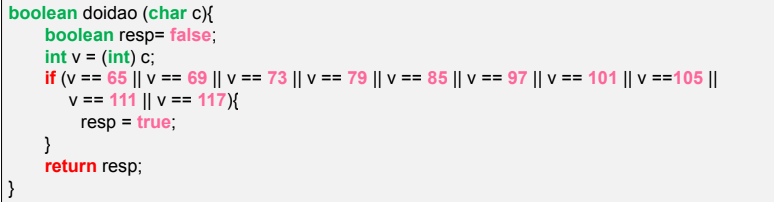 boolean doidao (char c){
boolean resp= false;
int v = (int) c;
if (v == 65 || v == 69 || v == 73 || v == 79 || v == 85 || v == 97 || v == 101 || v ==105 ||
v == 111 || v == 117){
resp = true;
}
return resp;
}